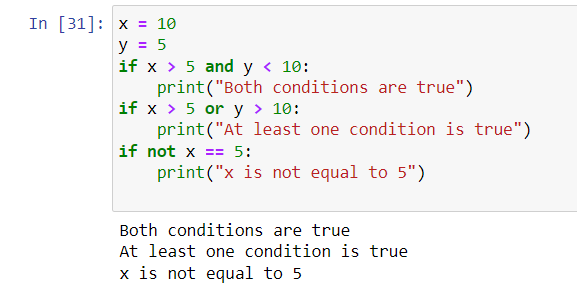 In [31]: x = 10
y = 5
if x > 5 and y < 10:
    print("Both conditions are true")
if x > 5 or y > 10:
    print("At least one condition is true")
if not x == 5:
    print("x is not equal to 5")
Both conditions are true
At least one condition is true
x is not equal to 5